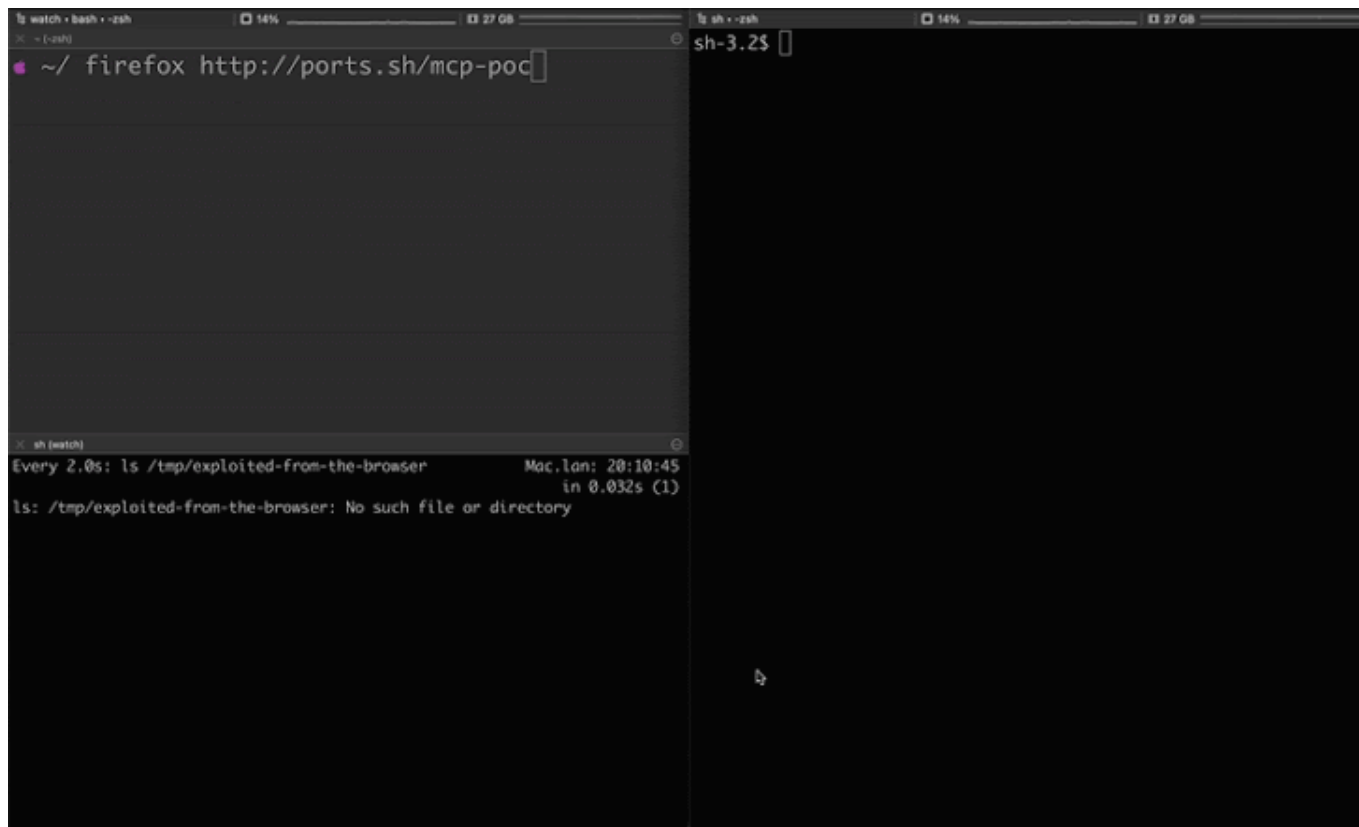 watch • bash • -zsh 14% 27 GB
~ (-zsh)
~/ firefox http://ports.sh/mcp-poc
sh (watch)
Every 2.0s: ls /tmp/exploited-from-the-browser Mac.lan: 20:10:45
in 0.032s (1)
ls: /tmp/exploited-from-the-browser: No such file or directory
sh • -zsh 14% 27 GB
sh-3.2$